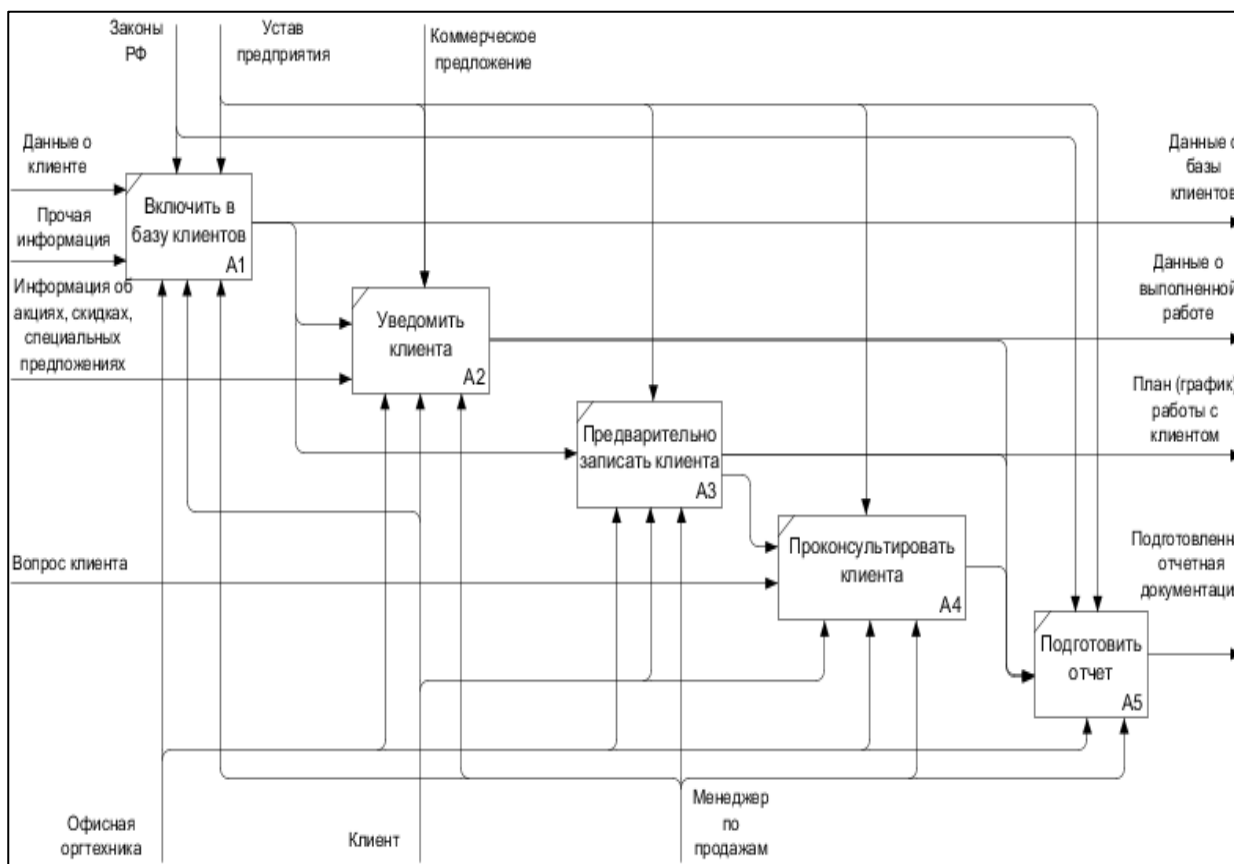 Законы
РФ
Устав
предприятия
Коммерческое
предложение
Данные о
клиенте
Прочая
информация
Информация об
акциях, скидках,
специальных
предложениях
Вопрос клиента
Включить в
базу клиентов
A1
Уведомить
клиента
A2
Предварительно
записать клиента
A3
Проконсультировать
клиента
A4
Подготовить
отчет
A5
Данные о
базы
клиентов
Данные о
выполненной
работе
План (график)
работы с
клиентом
Подготовленн
отчетная
документаци
Офисная
оргтехника
Клиент
Менеджер
по
продажам